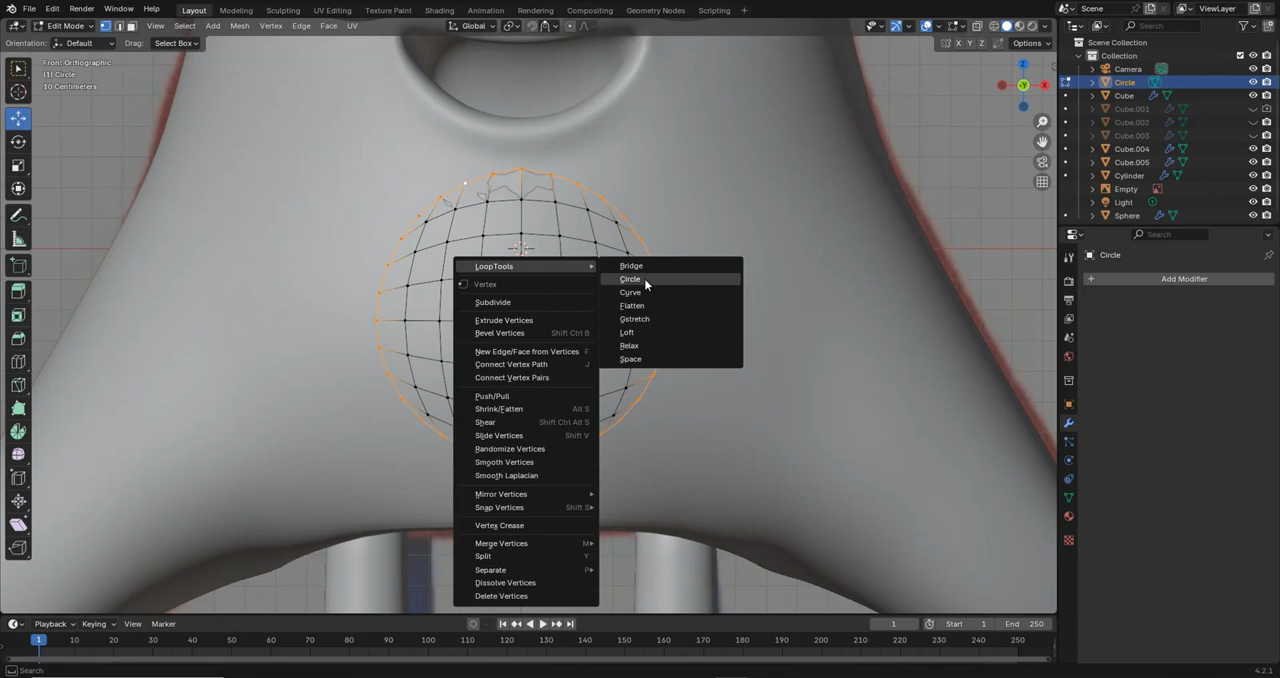 File Edit Render Window Help Layout Modeling Sculpting UV Editing Texture Paint Shading Animation Rendering Compositing Geometry Nodes Scripting + Scene ViewLayer
Edit Mode View Select Add Mesh Vertex Edge Face UV Global Search
Orientation: Default Drag: Select Box X Y Z Options
Front Orthographic
(1) Circle
10 Centimeters
Z
X
-Y
Scene Collection
Collection
Camera
Circle
Cube
Cube.001
Cube.002
Cube.003
Cube.004
Cube.005
Cylinder
Empty
Light
Sphere
Search
Circle
+ Add Modifier
LoopTools
Vertex
Subdivide
Extrude Vertices
Bevel Vertices Shift Ctrl B
New Edge/Face from Vertices F
Connect Vertex Path J
Connect Vertex Pairs
Push/Pull
Shrink/Fatten Alt S
Shear Shift Ctrl Alt S
Slide Vertices Shift V
Randomize Vertices
Smooth Vertices
Smooth Laplacian
Mirror Vertices
Snap Vertices Shift S
Vertex Crease
Merge Vertices M
Split Y
Separate P
Dissolve Vertices
Delete Vertices
Bridge
Circle
Curve
Flatten
Gstretch
Loft
Relax
Space
Playback Keying View Marker 1 Start 1 End 250
1 10 20 30 40 50 60 70 80 90 100 110 120 130 140 150 160 170 180 190 200 210 220 230 240 250
Search 4.2.1